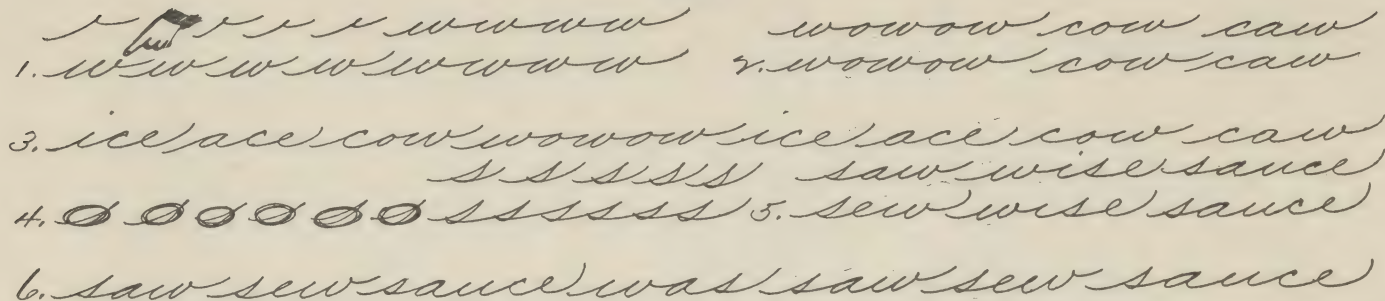 w w w w wowow cow caw
1. w w w w w w w w 2. wowow cow caw
3. ice ace cow wowow ice ace cow caw
s s s s s saw wise sauce
4. s s s s s s 5. sew wise sauce
6. saw sew sauce was saw sew sauce